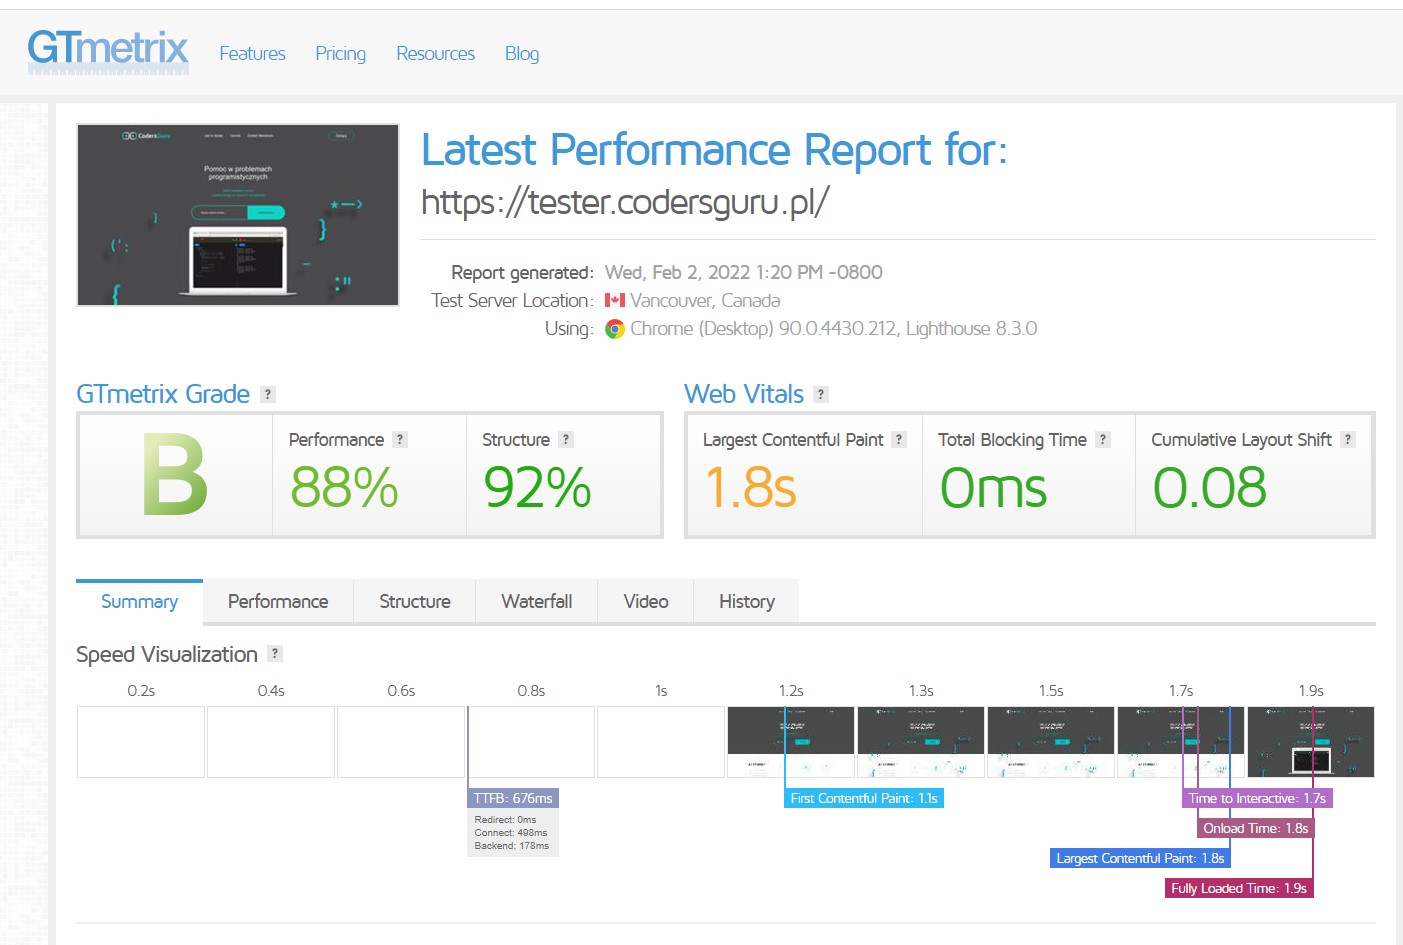 GTmetrix
Features
Pricing
Resources
Blog
CodersGuru
Pomoc w problemach
programistycznych
Latest Performance Report for:
https://tester.codersguru.pl/
Report generated: Wed, Feb 2, 2022 1:20 PM -0800
Test Server Location: Vancouver, Canada
Using: Chrome (Desktop) 90.0.4430.212, Lighthouse 8.3.0
GTmetrix Grade ?
Web Vitals ?
B
Performance ?
88%
Structure ?
92%
Largest Contentful Paint ?
1.8s
Total Blocking Time ?
0ms
Cumulative Layout Shift ?
0.08
Summary
Performance
Structure
Waterfall
Video
History
Speed Visualization ?
0.2s
0.4s
0.6s
0.8s
1s
1.2s
1.3s
1.5s
1.7s
1.9s
TTFB: 676ms
Redirect: 0ms
Connect: 498ms
Backend: 178ms
First Contentful Paint: 1.1s
Time to Interactive: 1.7s
Onload Time: 1.8s
Largest Contentful Paint: 1.8s
Fully Loaded Time: 1.9s